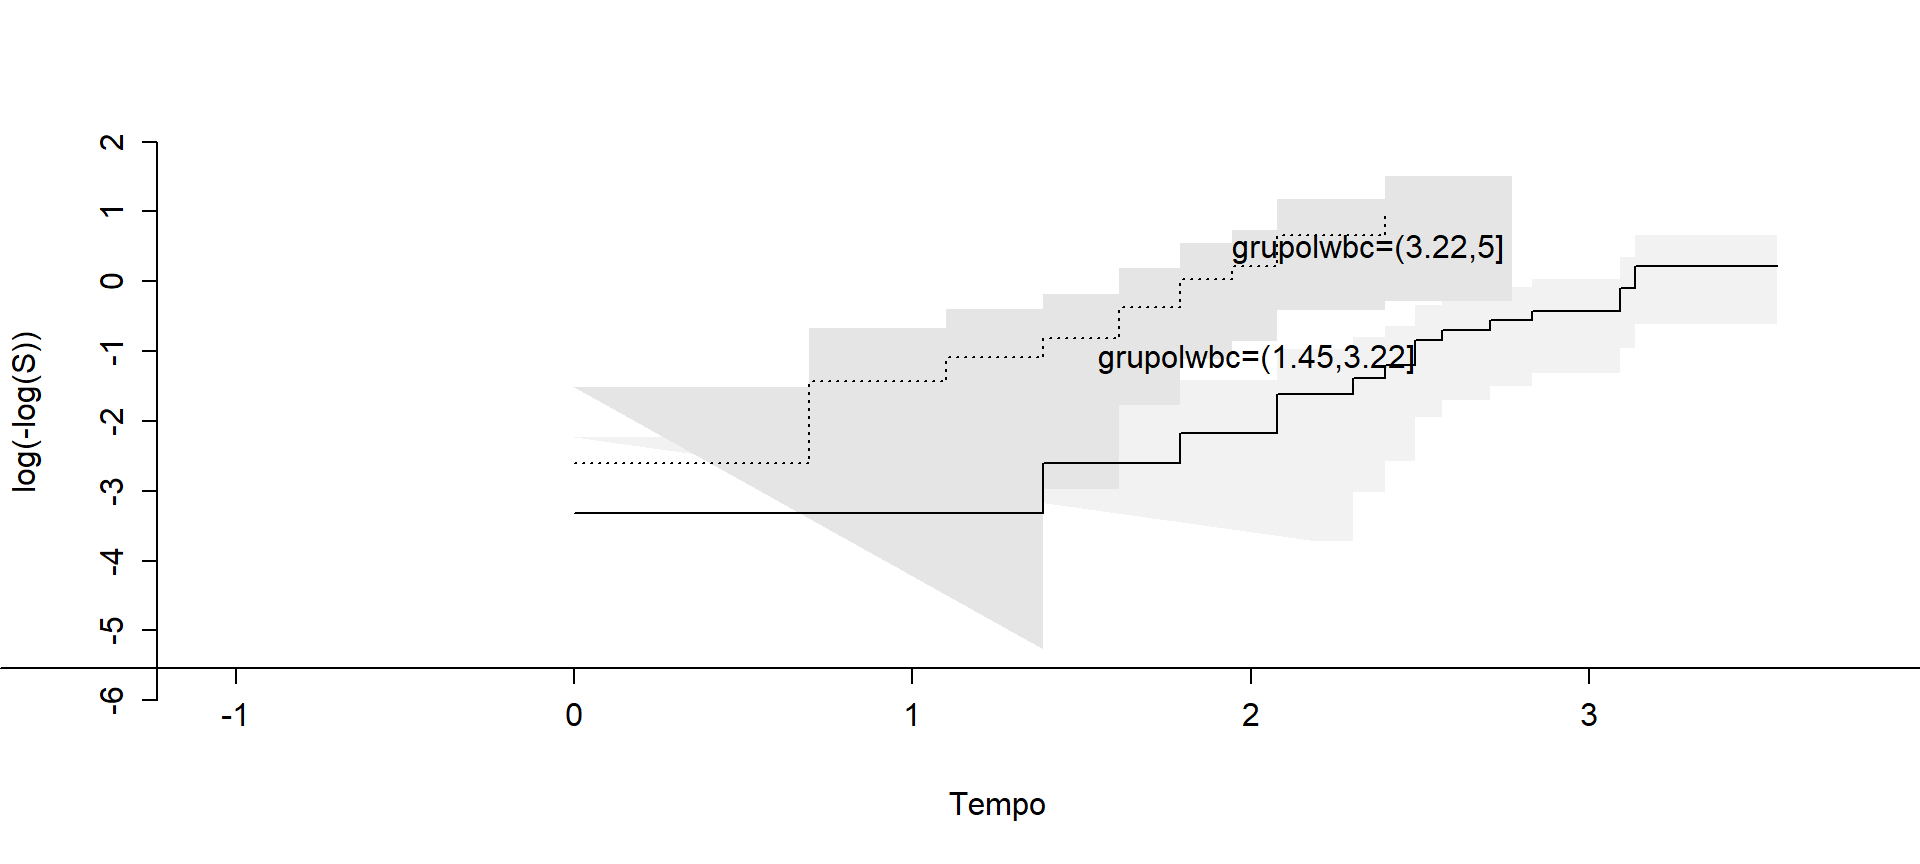 2
1
0
-1
-2
-3
-4
-5
-6
log(-log(S))
grupolwbc=(3.22,5]
grupolwbc=(1.45,3.22]
-1 0 1 2 3
Tempo